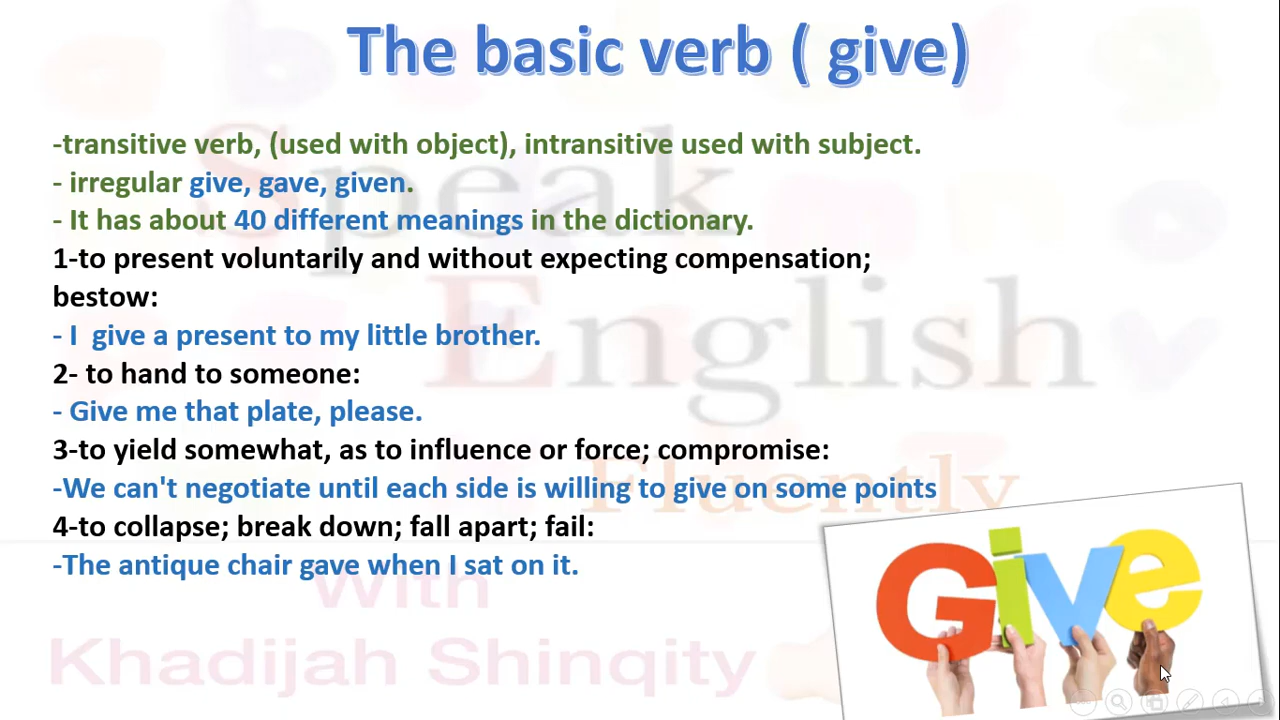 The basic verb ( give)
-transitive verb, (used with object), intransitive used with subject.
- irregular give, gave, given.
- It has about 40 different meanings in the dictionary.
1-to present voluntarily and without expecting compensation;
bestow:
- I  give a present to my little brother.
2- to hand to someone:
- Give me that plate, please.
3-to yield somewhat, as to influence or force; compromise:
-We can't negotiate until each side is willing to give on some points
4-to collapse; break down; fall apart; fail:
-The antique chair gave when I sat on it.
Speak
English
Fluently
With
Khadijah Shinqity
Give